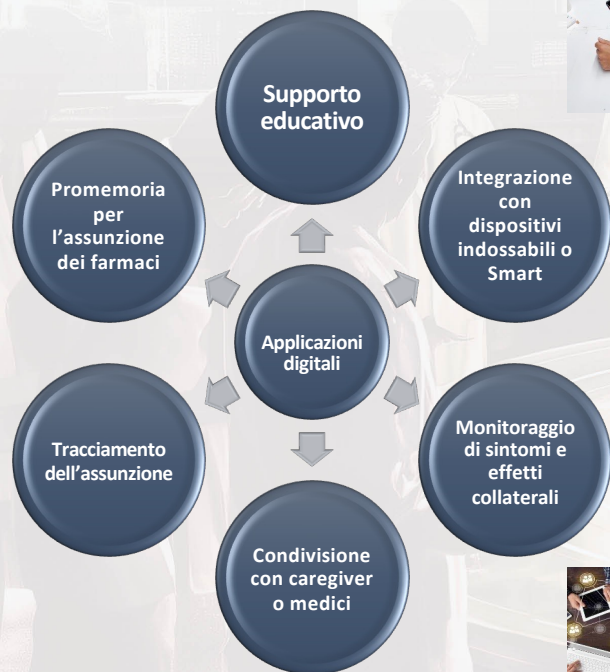 Supporto
educativo
Promemoria
per
l'assunzione
dei farmaci
Integrazione
con
dispositivi
indossabili o
Smart
Applicazioni
digitali
Tracciamento
dell'assunzione
Monitoraggio
di sintomi e
effetti
collaterali
Condivisione
con caregiver
o medici